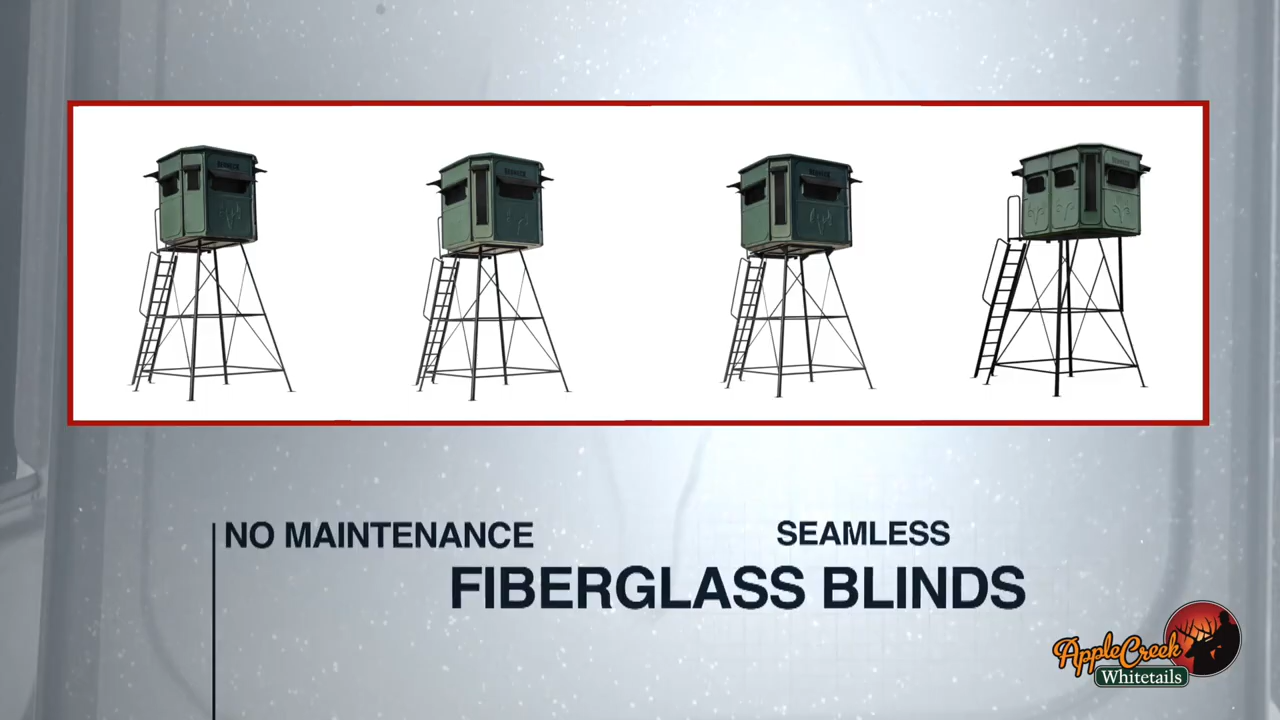 NO MAINTENANCE
SEAMLESS
FIBERGLASS BLINDS
AppleCreek
Whitetails